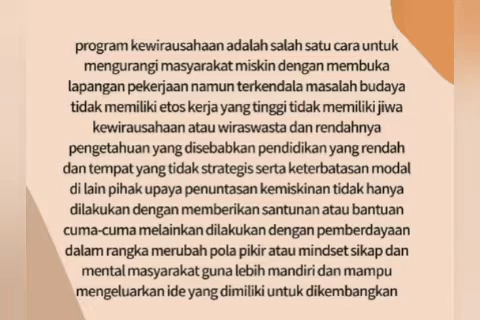 program kewirausahaan adalah salah satu cara untuk
mengurangi masyarakat miskin dengan membuka
lapangan pekerjaan namun terkendala masalah budaya
tidak memiliki etos kerja yang tinggi tidak memiliki jiwa
kewirausahaan atau wiraswasta dan rendahnya
pengetahuan yang disebabkan pendidikan yang rendah
dan tempat yang tidak strategis serta keterbatasan modal
di lain pihak upaya penuntasan kemiskinan tidak hanya
dilakukan dengan memberikan santunan atau bantuan
cuma-cuma melainkan dilakukan dengan pemberdayaan
dalam rangka merubah pola pikir atau mindset sikap dan
mental masyarakat guna lebih mandiri dan mampu
mengeluarkan ide yang dimiliki untuk dikembangkan